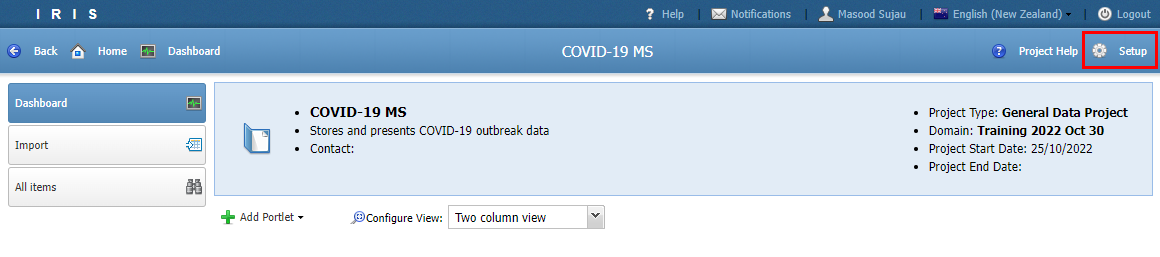 I R I S ? Help Notifications Masood Sujau English (New Zealand) Logout
Back Home Dashboard COVID-19 MS ? Project Help Setup
Dashboard
Import
All items
• COVID-19 MS
• Stores and presents COVID-19 outbreak data
• Contact:
• Project Type: General Data Project
• Domain: Training 2022 Oct 30
• Project Start Date: 25/10/2022
• Project End Date:
Add Portlet Configure View: Two column view